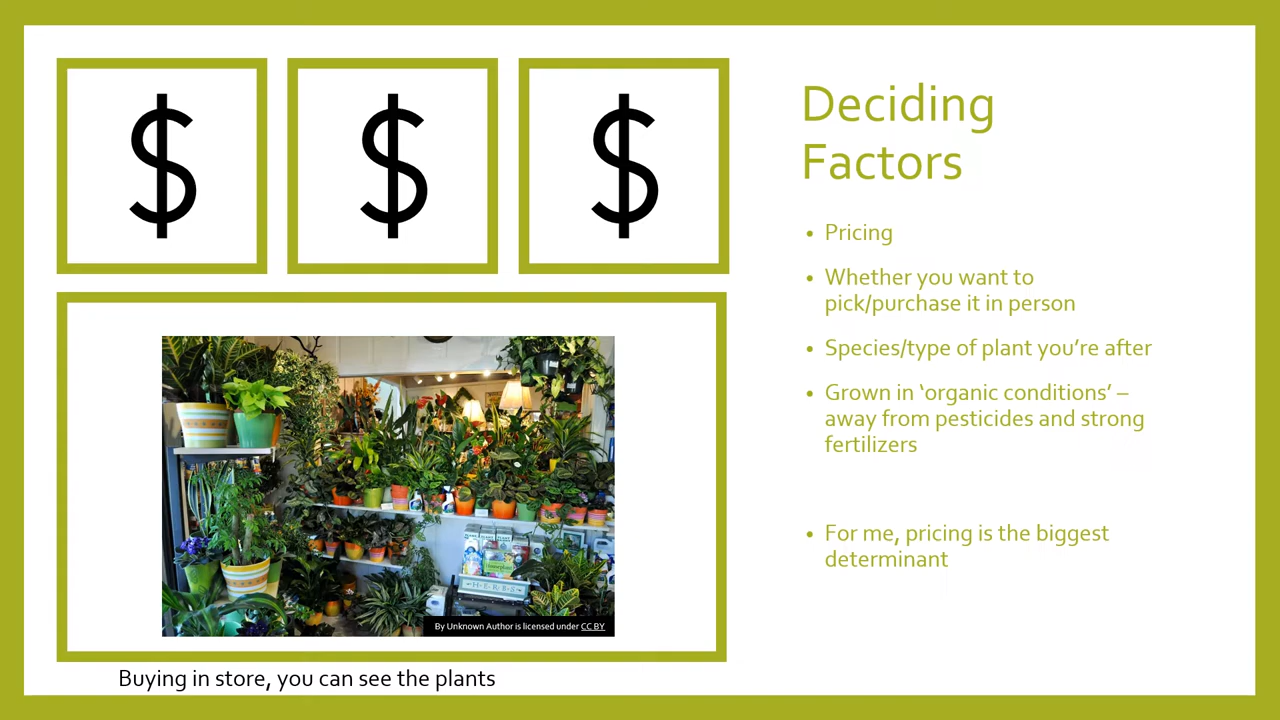 $ $ $
Deciding
Factors
• Pricing
• Whether you want to
pick/purchase it in person
• Species/type of plant you’re after
• Grown in ‘organic conditions’ –
away from pesticides and strong
fertilizers
• For me, pricing is the biggest
determinant
HERBS
By Unknown Author is licensed under CC BY
Buying in store, you can see the plants